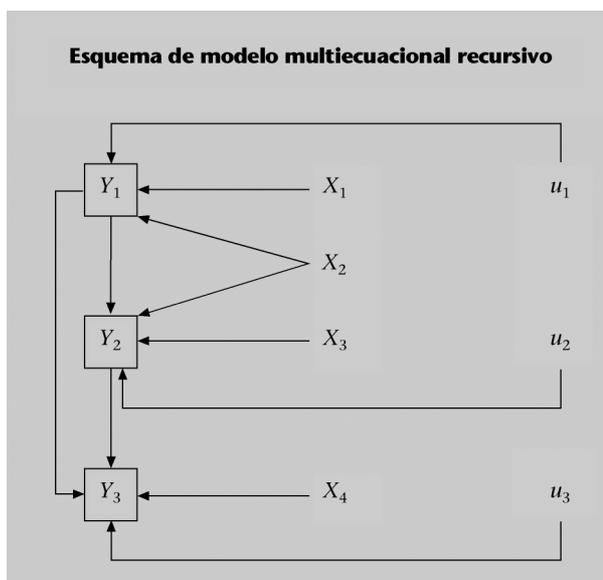 Esquema de modelo multiecuacional recursivo
Y₁ X₁ u₁
X₂
Y₂ X₃ u₂
Y₃ X₄ u₃